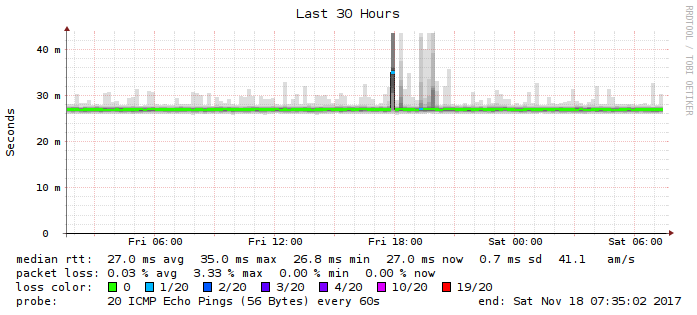 Last 30 Hours
RRDTOOL / TOBI OETIKER
Seconds
40 m
30 m
20 m
10 m
0
Fri 06:00 Fri 12:00 Fri 18:00 Sat 00:00 Sat 06:00
median rtt: 27.0 ms avg 35.0 ms max 26.8 ms min 27.0 ms now 0.7 ms sd 41.1 am/s
packet loss: 0.03 % avg 3.33 % max 0.00 % min 0.00 % now
loss color: 0 1/20 2/20 3/20 4/20 10/20 19/20
probe: 20 ICMP Echo Pings (56 Bytes) every 60s end: Sat Nov 18 07:35:02 2017